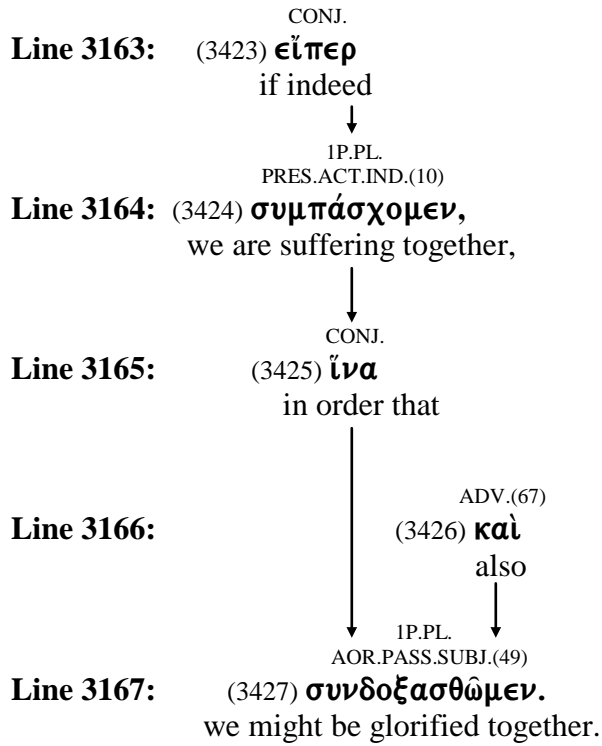 CONJ.
Line 3163: (3423) εἴπερ
if indeed
1P.PL.
PRES.ACT.IND.(10)
Line 3164: (3424) συμπάσχομεν,
we are suffering together,
CONJ.
Line 3165: (3425) ἵνα
in order that
ADV.(67)
Line 3166: (3426) καὶ
also
1P.PL.
AOR.PASS.SUBJ.(49)
Line 3167: (3427) συνδοξασθῶμεν.
we might be glorified together.